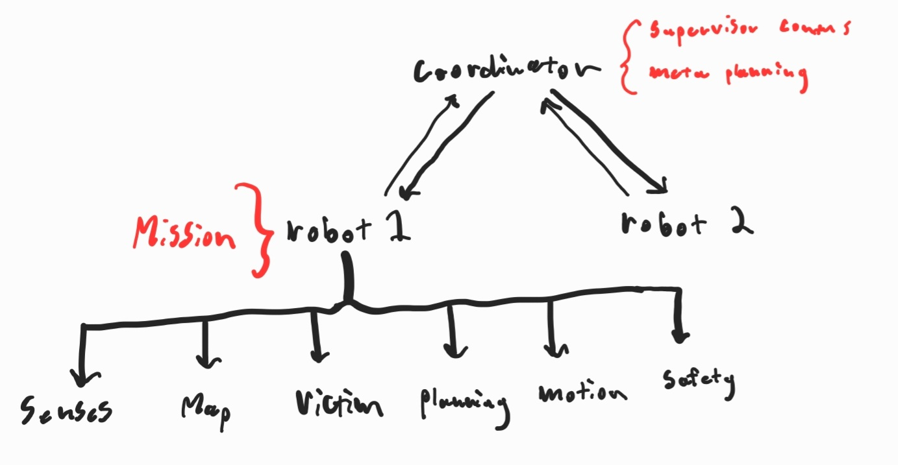 Coordinator
Supervisor comms
meta planning
Mission
robot 1
robot 2
Senses
Map
Victim
planning
motion
Safety